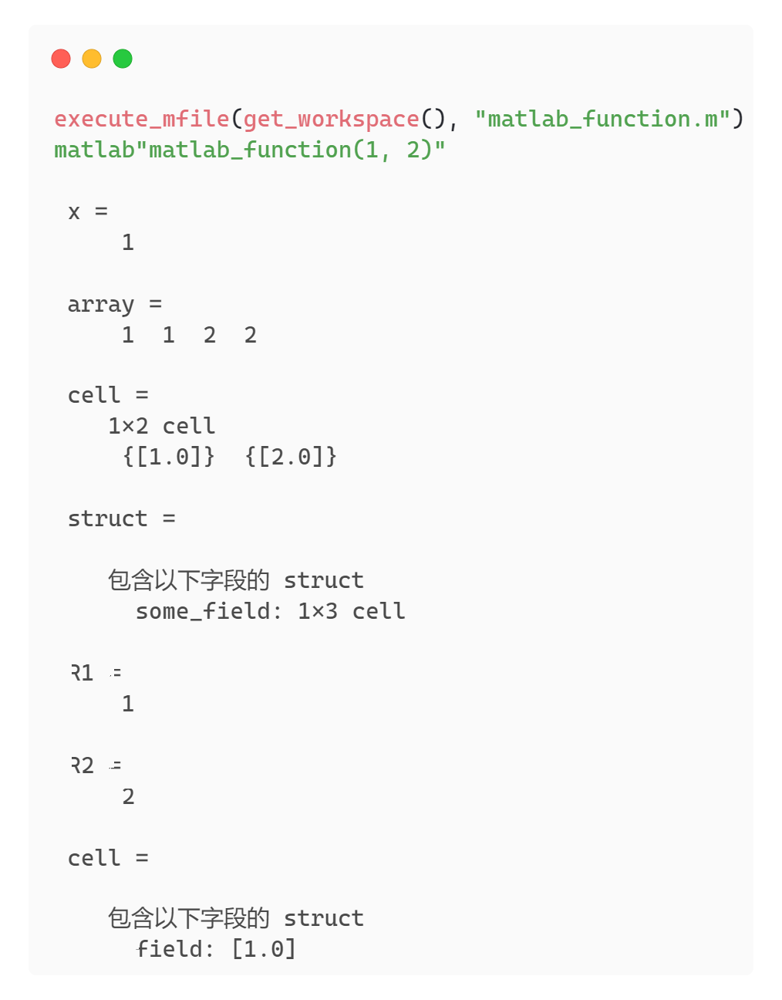 execute_mfile(get_workspace(), "matlab_function.m")
matlab"matlab_function(1, 2)"
x =
1
array =
1  1  2  2
cell =
1×2 cell
{[1.0]}  {[2.0]}
struct =
包含以下字段的 struct
some_field: 1×3 cell
R1 =
1
R2 =
2
cell =
包含以下字段的 struct
field: [1.0]